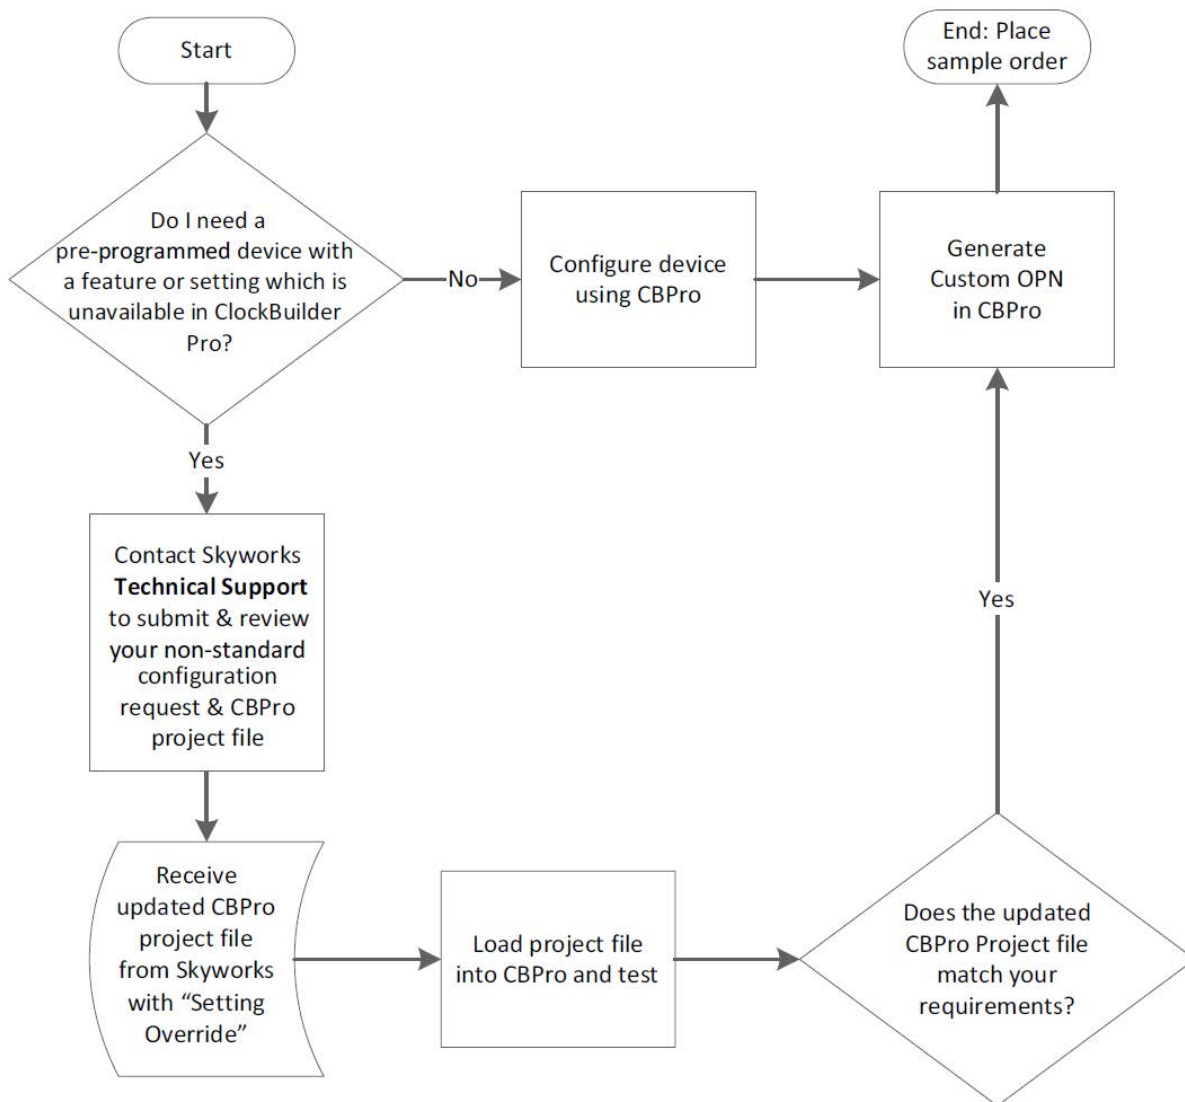 Start
End: Place
sample order
Do I need a
pre-programmed device with
a feature or setting which is
unavailable in ClockBuilder
Pro?
No
Configure device
using CBPro
Generate
Custom OPN
in CBPro
Yes
Contact Skyworks
Technical Support
to submit & review
your non-standard
configuration
request & CBPro
project file
Yes
Receive
updated CBPro
project file
from Skyworks
with “Setting
Override”
Load project file
into CBPro and test
Does the updated
CBPro Project file
match your
requirements?